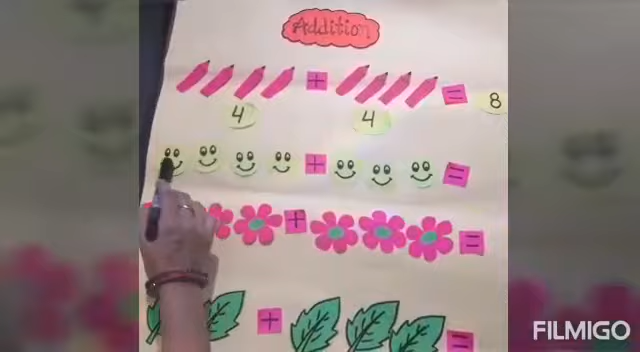 Addition
+ = 8
4 4
+ =
+ =
+ =
FILMIGO